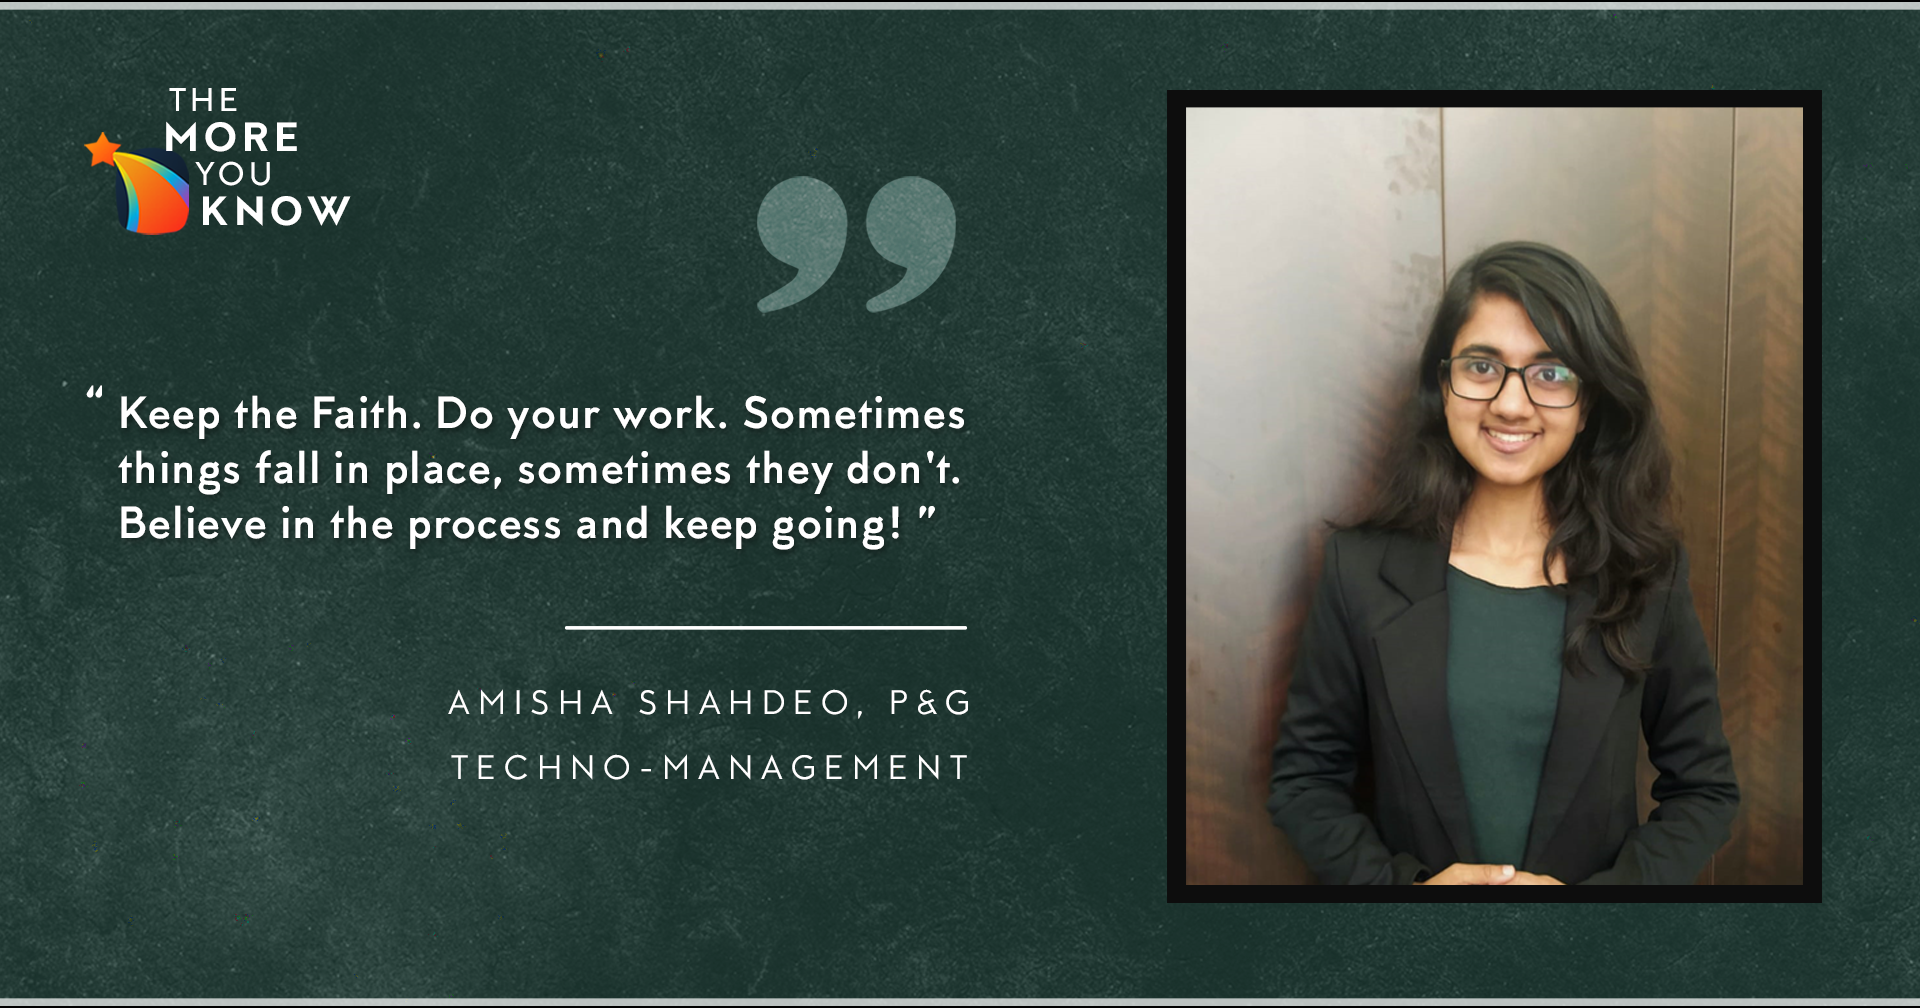 THE
MORE
YOU
KNOW
“ Keep the Faith. Do your work. Sometimes
things fall in place, sometimes they don't.
Believe in the process and keep going! ”
AMISHA SHAHDEO, P&G
TECHNO-MANAGEMENT